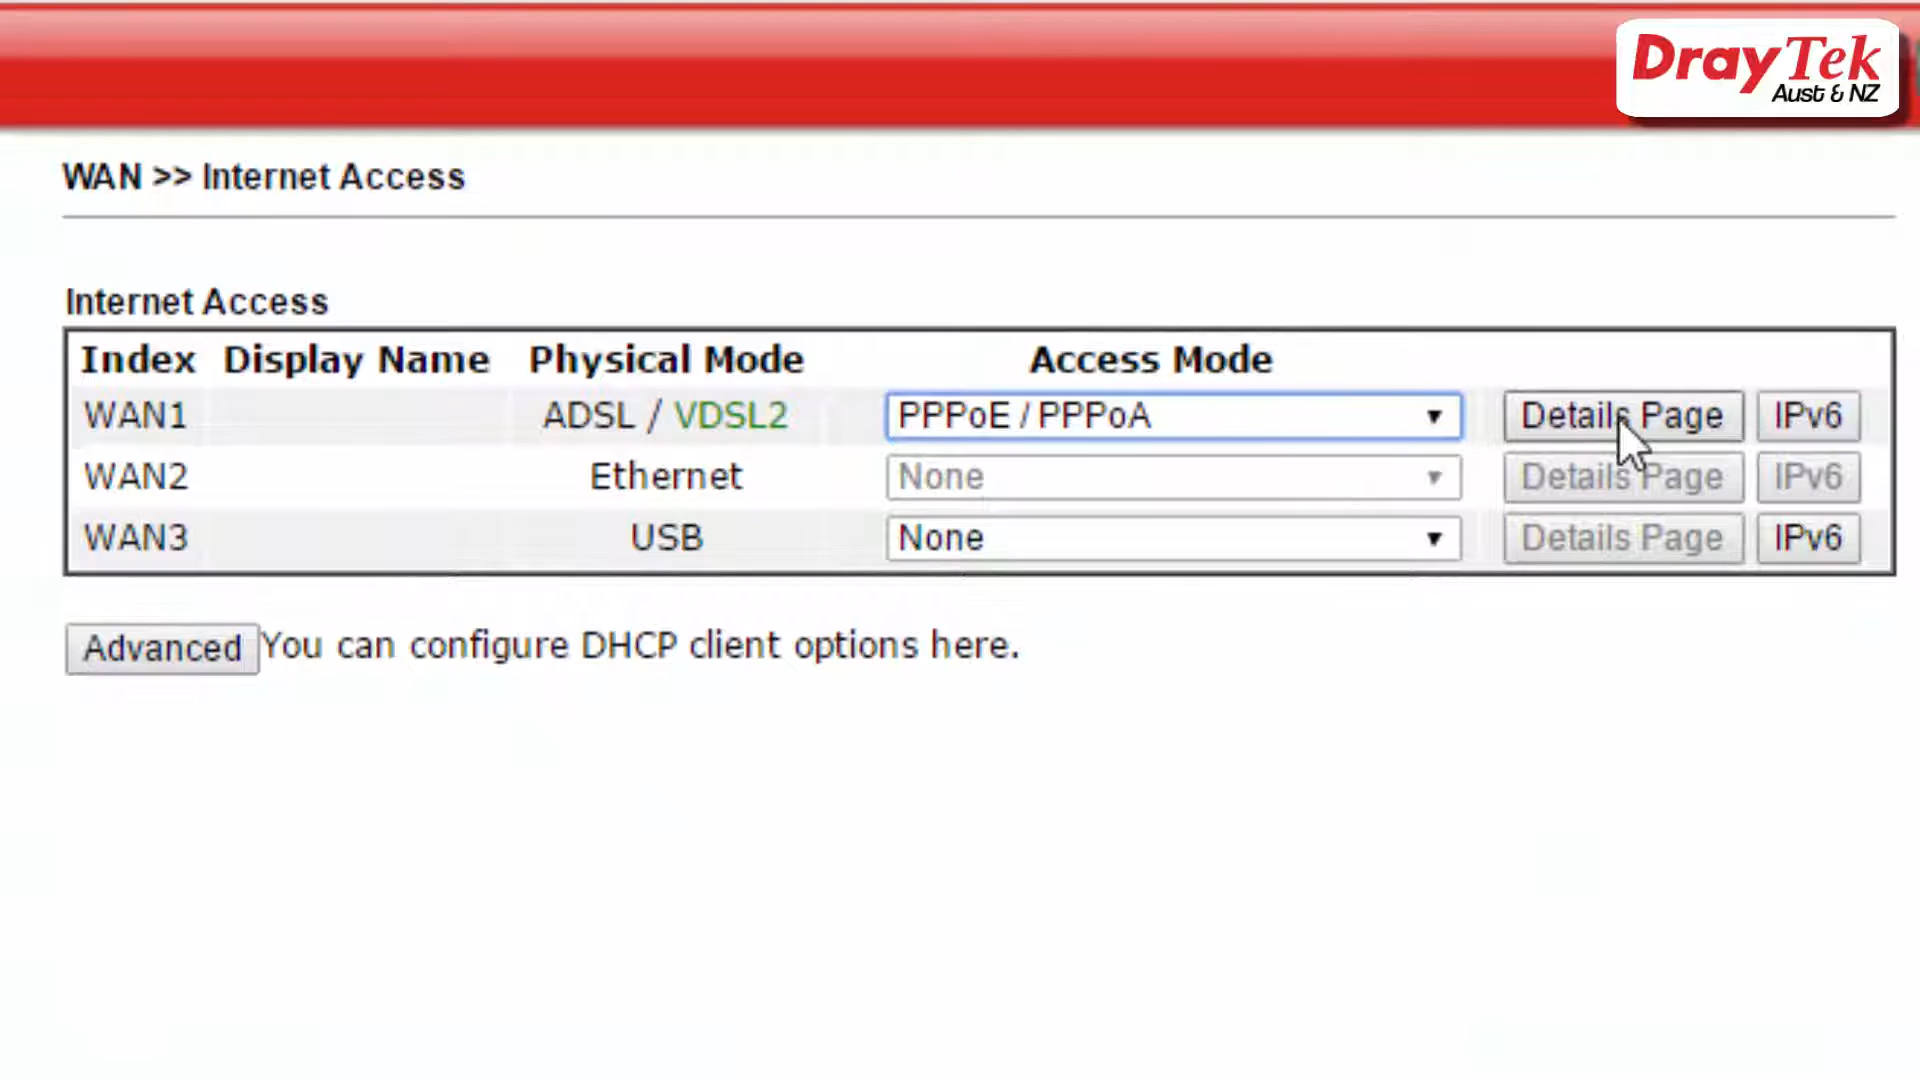 DrayTek
Aust & NZ
WAN >> Internet Access
Internet Access
Index Display Name Physical Mode Access Mode
WAN1 ADSL / VDSL2 PPPoE / PPPoA Details Page IPv6
WAN2 Ethernet None Details Page IPv6
WAN3 USB None Details Page IPv6
Advanced You can configure DHCP client options here.